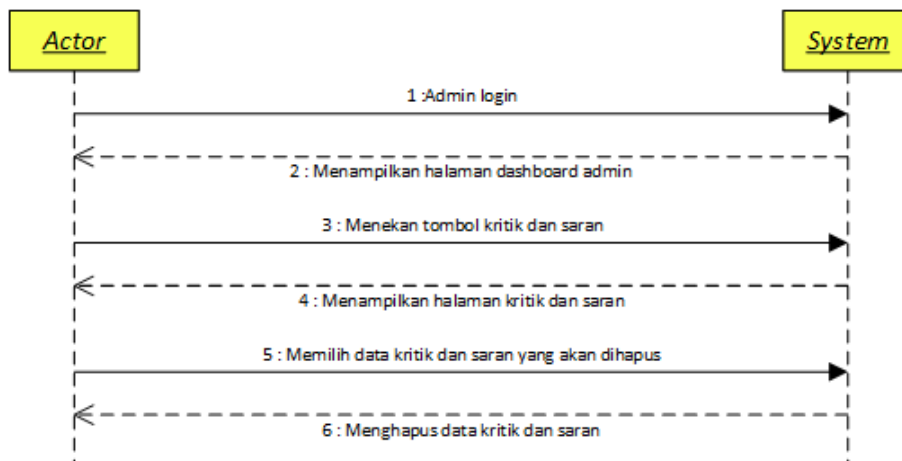 Actor
System
1 :Admin login
2 : Menampilkan halaman dashboard admin
3 : Menekan tombol kritik dan saran
4 : Menampilkan halaman kritik dan saran
5 : Memilih data kritik dan saran yang akan dihapus
6 : Menghapus data kritik dan saran